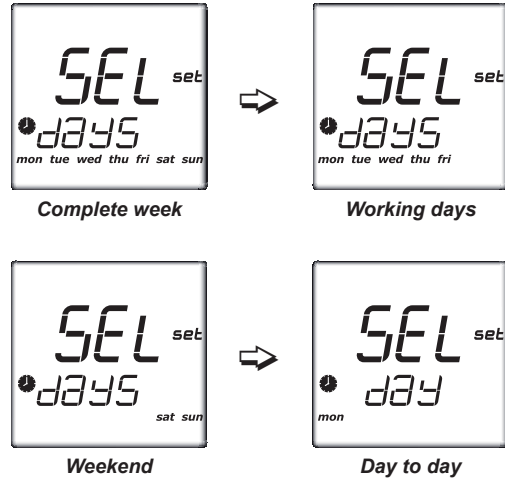 SEL set
days
mon tue wed thu fri sat sun
Complete week
SEL set
days
mon tue wed thu fri
Working days
SEL set
days
sat sun
Weekend
SEL set
day
mon
Day to day